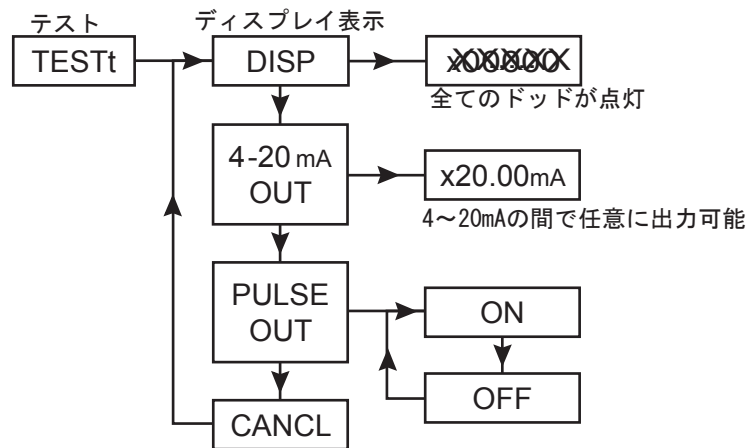 テスト
TESTt
ディスプレイ表示
DISP
全てのドッドが点灯
4-20 mA
OUT
x20.00mA
4～20mAの間で任意に出力可能
PULSE
OUT
ON
OFF
CANCL